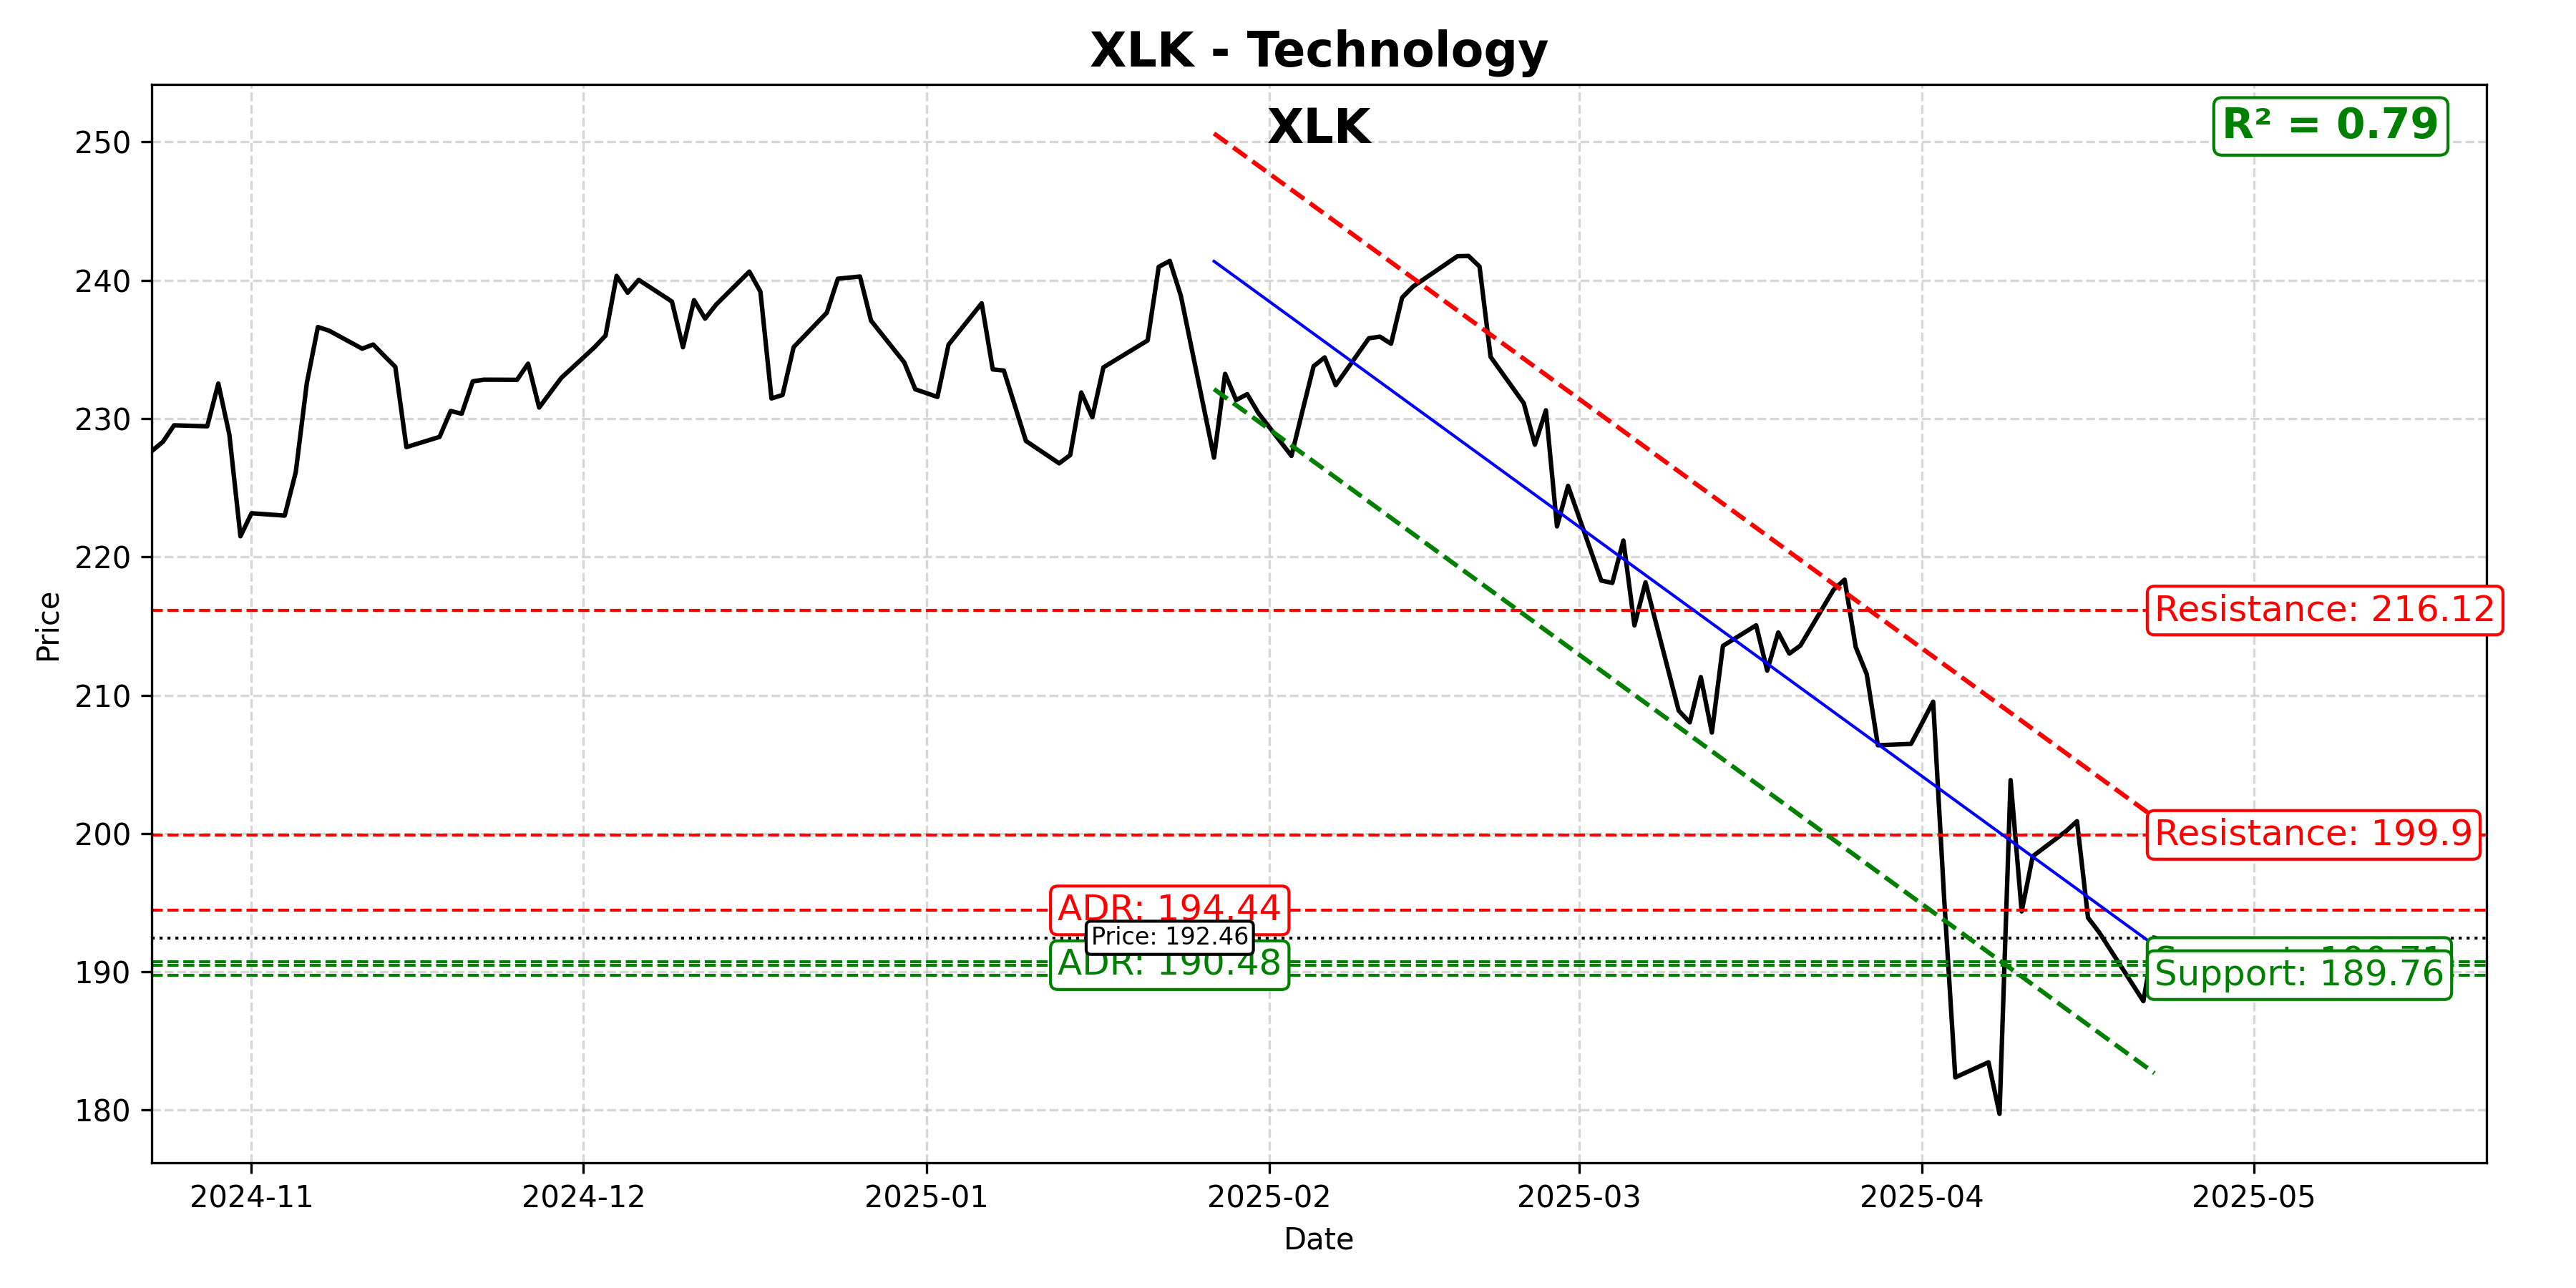 XLK - Technology
XLK
R² = 0.79
250
240
230
220
210
200
190
180
Price
Resistance: 216.12
Resistance: 199.9
ADR: 194.44
Price: 192.46
ADR: 190.48
Support: 189.76
2024-11
2024-12
2025-01
2025-02
2025-03
2025-04
2025-05
Date